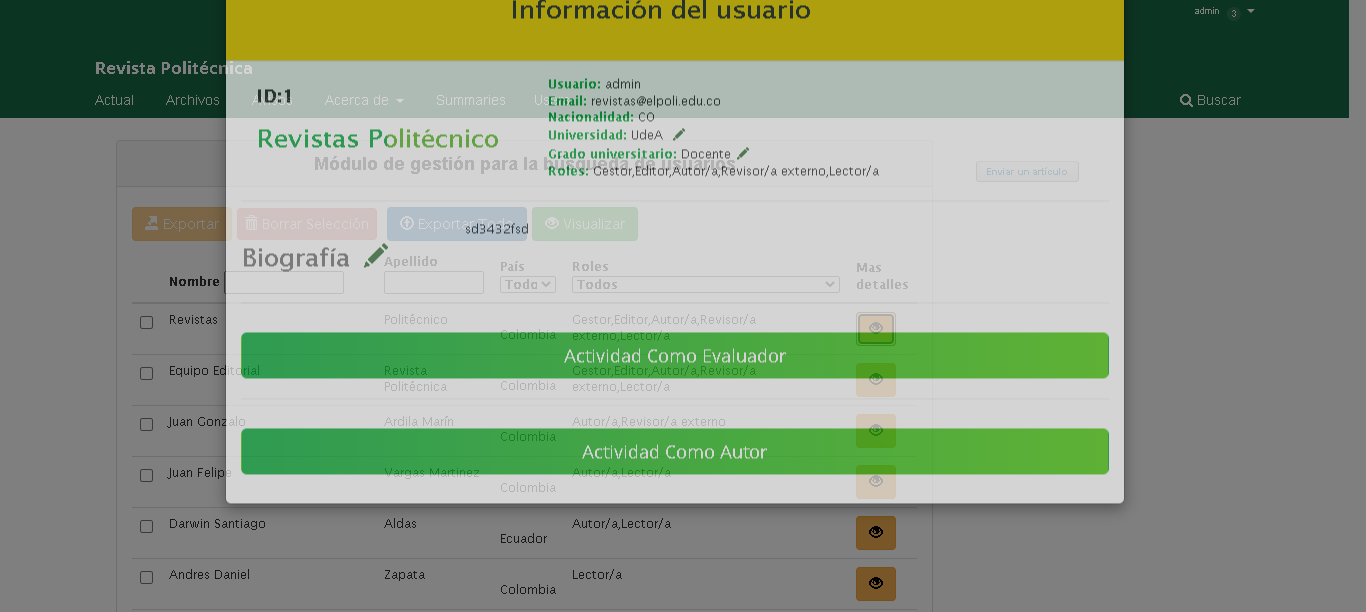 Información del usuario
admin 3
Revista Politécnica
Actual Archivos Acerca de Summaries Buscar
ID:1
Revistas Politécnico
Usuario: admin
Email: revistas@elpoli.edu.co
Nacionalidad: CO
Universidad: UdeA
Grado universitario: Docente
Roles: Gestor,Editor,Autor/a,Revisor/a externo,Lector/a
Módulo de gestión para la búsqueda de usuarios
Enviar un artículo
Exportar Borrar Selección Exportar Todo Visualizar
sd3432fsd
Biografía
Nombre Apellido País Roles Mas detalles
Todo Todos
Revistas Politécnico Colombia Gestor,Editor,Autor/a,Revisor/a externo,Lector/a
Actividad Como Evaluador
Equipo Editorial Revista Politécnica Colombia Gestor,Editor,Autor/a,Revisor/a externo,Lector/a
Juan Gonzalo Ardila Marín Colombia Autor/a,Revisor/a externo
Actividad Como Autor
Juan Felipe Vargas Martinez Colombia Autor/a,Lector/a
Darwin Santiago Aldas Ecuador Autor/a,Lector/a
Andres Daniel Zapata Colombia Lector/a